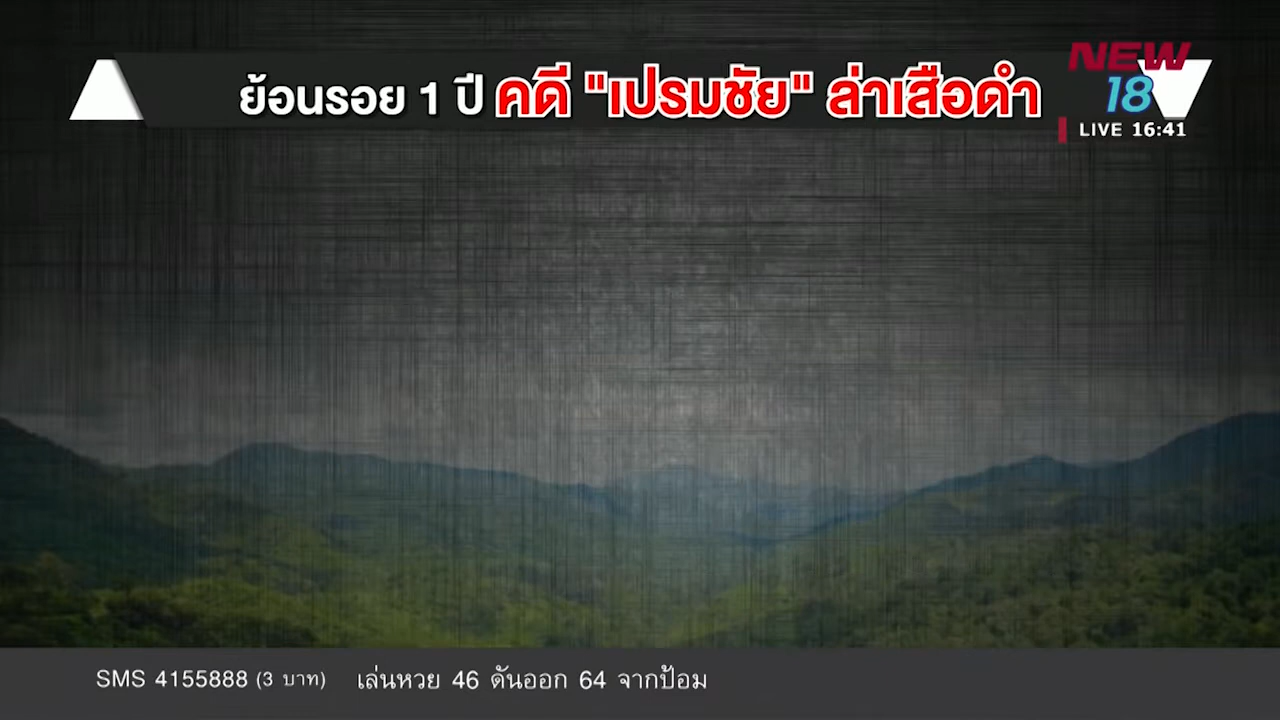 ย้อนรอย 1 ปี คดี "เปรมชัย" ล่าเสือดำ
NEW
18
LIVE 16:41
SMS 4155888 (3 บาท) เล่นหวย 46 ดันออก 64 จากป้อม